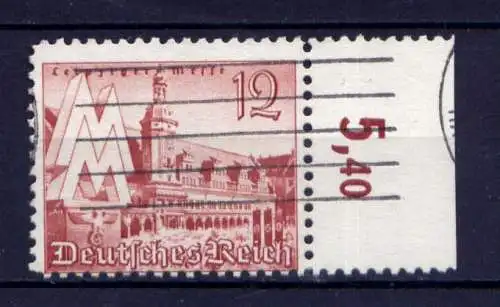 Leipziger Messe
12
MM
Deutsches Reich
5,40